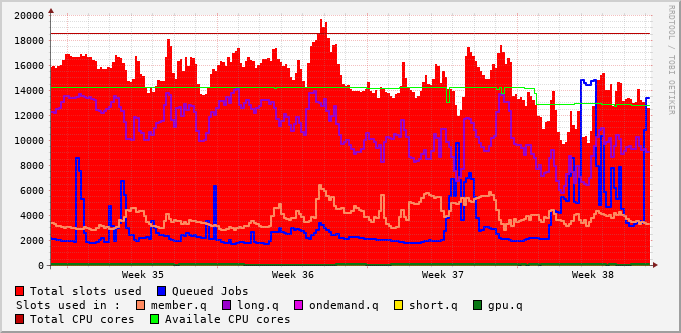 20000
18000
16000
14000
12000
10000
8000
6000
4000
2000
0
Week 35 Week 36 Week 37 Week 38
Total slots used Queued Jobs
Slots used in : member.q long.q ondemand.q short.q gpu.q
Total CPU cores Availale CPU cores
RRDTOOL / TOBI OETIKER